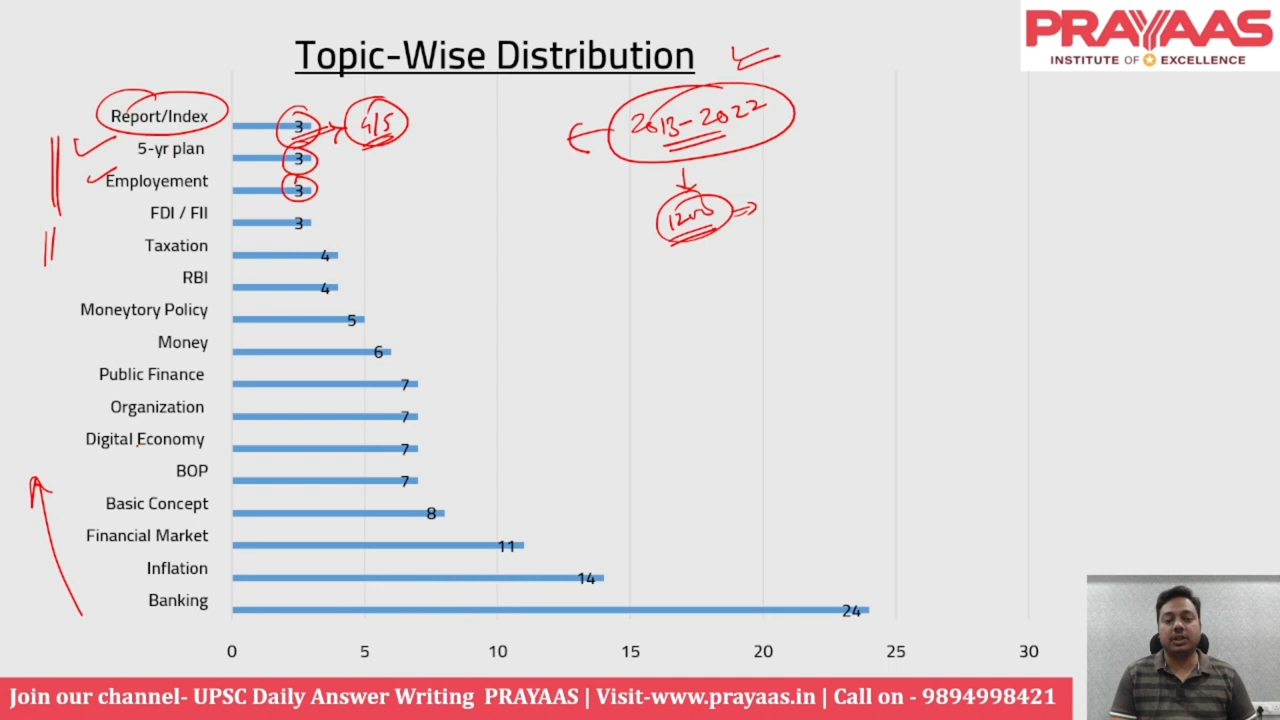 PRAYAAS
INSTITUTE OF EXCELLENCE
Topic-Wise Distribution
Report/Index 3 4/5
2013-2022
5-yr plan 3
Employement 3
1200
FDI / FII 3
Taxation 4
RBI 4
Moneytory Policy 5
Money 6
Public Finance 7
Organization 7
Digital Economy 7
BOP 7
Basic Concept 8
Financial Market 11
Inflation 14
Banking 24
0 5 10 15 20 25 30
Join our channel- UPSC Daily Answer Writing PRAYAAS | Visit-www.prayaas.in | Call on - 9894998421